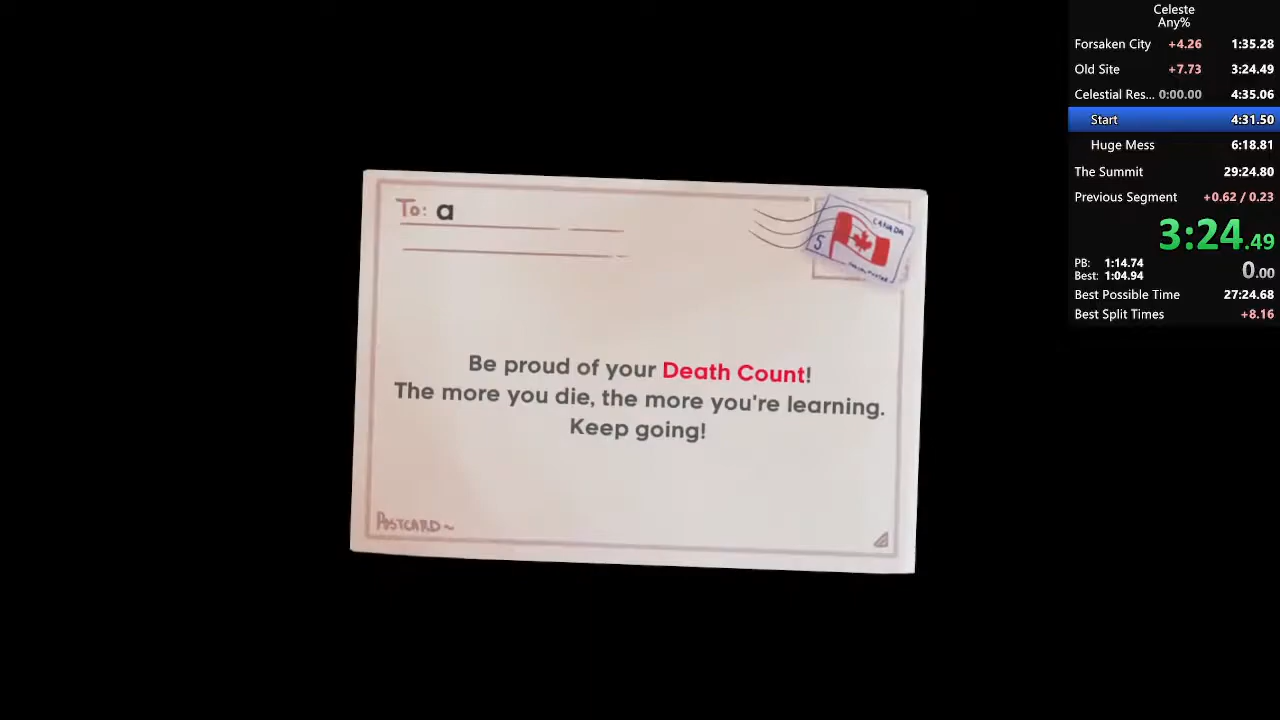 Celeste
Any%
Forsaken City +4.26 1:35.28
Old Site +7.73 3:24.49
Celestial Res... 0:00.00 4:35.06
Start 4:31.50
Huge Mess 6:18.81
The Summit 29:24.80
Previous Segment +0.62 / 0.23
3:24.49
PB: 1:14.74
Best: 1:04.94
0.00
Best Possible Time 27:24.68
Best Split Times +8.16
To: a
CANADA
5
Be proud of your Death Count!
The more you die, the more you're learning.
Keep going!
POSTCARD~